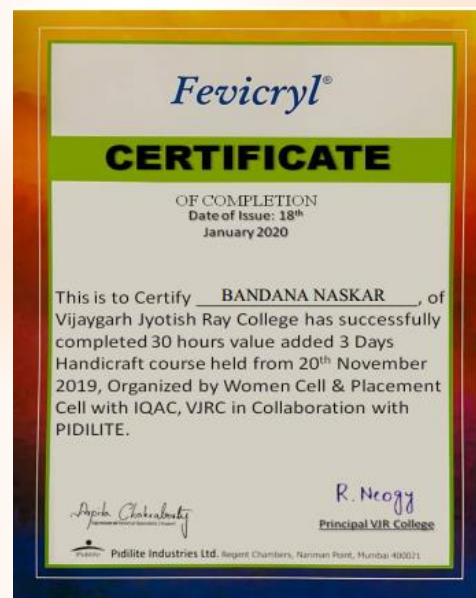 Fevicryl®
CERTIFICATE
OF COMPLETION
Date of Issue: 18th
January 2020
This is to Certify BANDANA NASKAR, of
Vijaygarh Jyotish Ray College has successfully
completed 30 hours value added 3 Days
Handicraft course held from 20th November
2019, Organized by Women Cell & Placement
Cell with IQAC, VJRC in Collaboration with
PIDILITE.
Arpita Chakraborty
R. Neogy
Principal VJR College
Pidilite Pidilite Industries Ltd. Regent Chambers, Nariman Point, Mumbai 400021